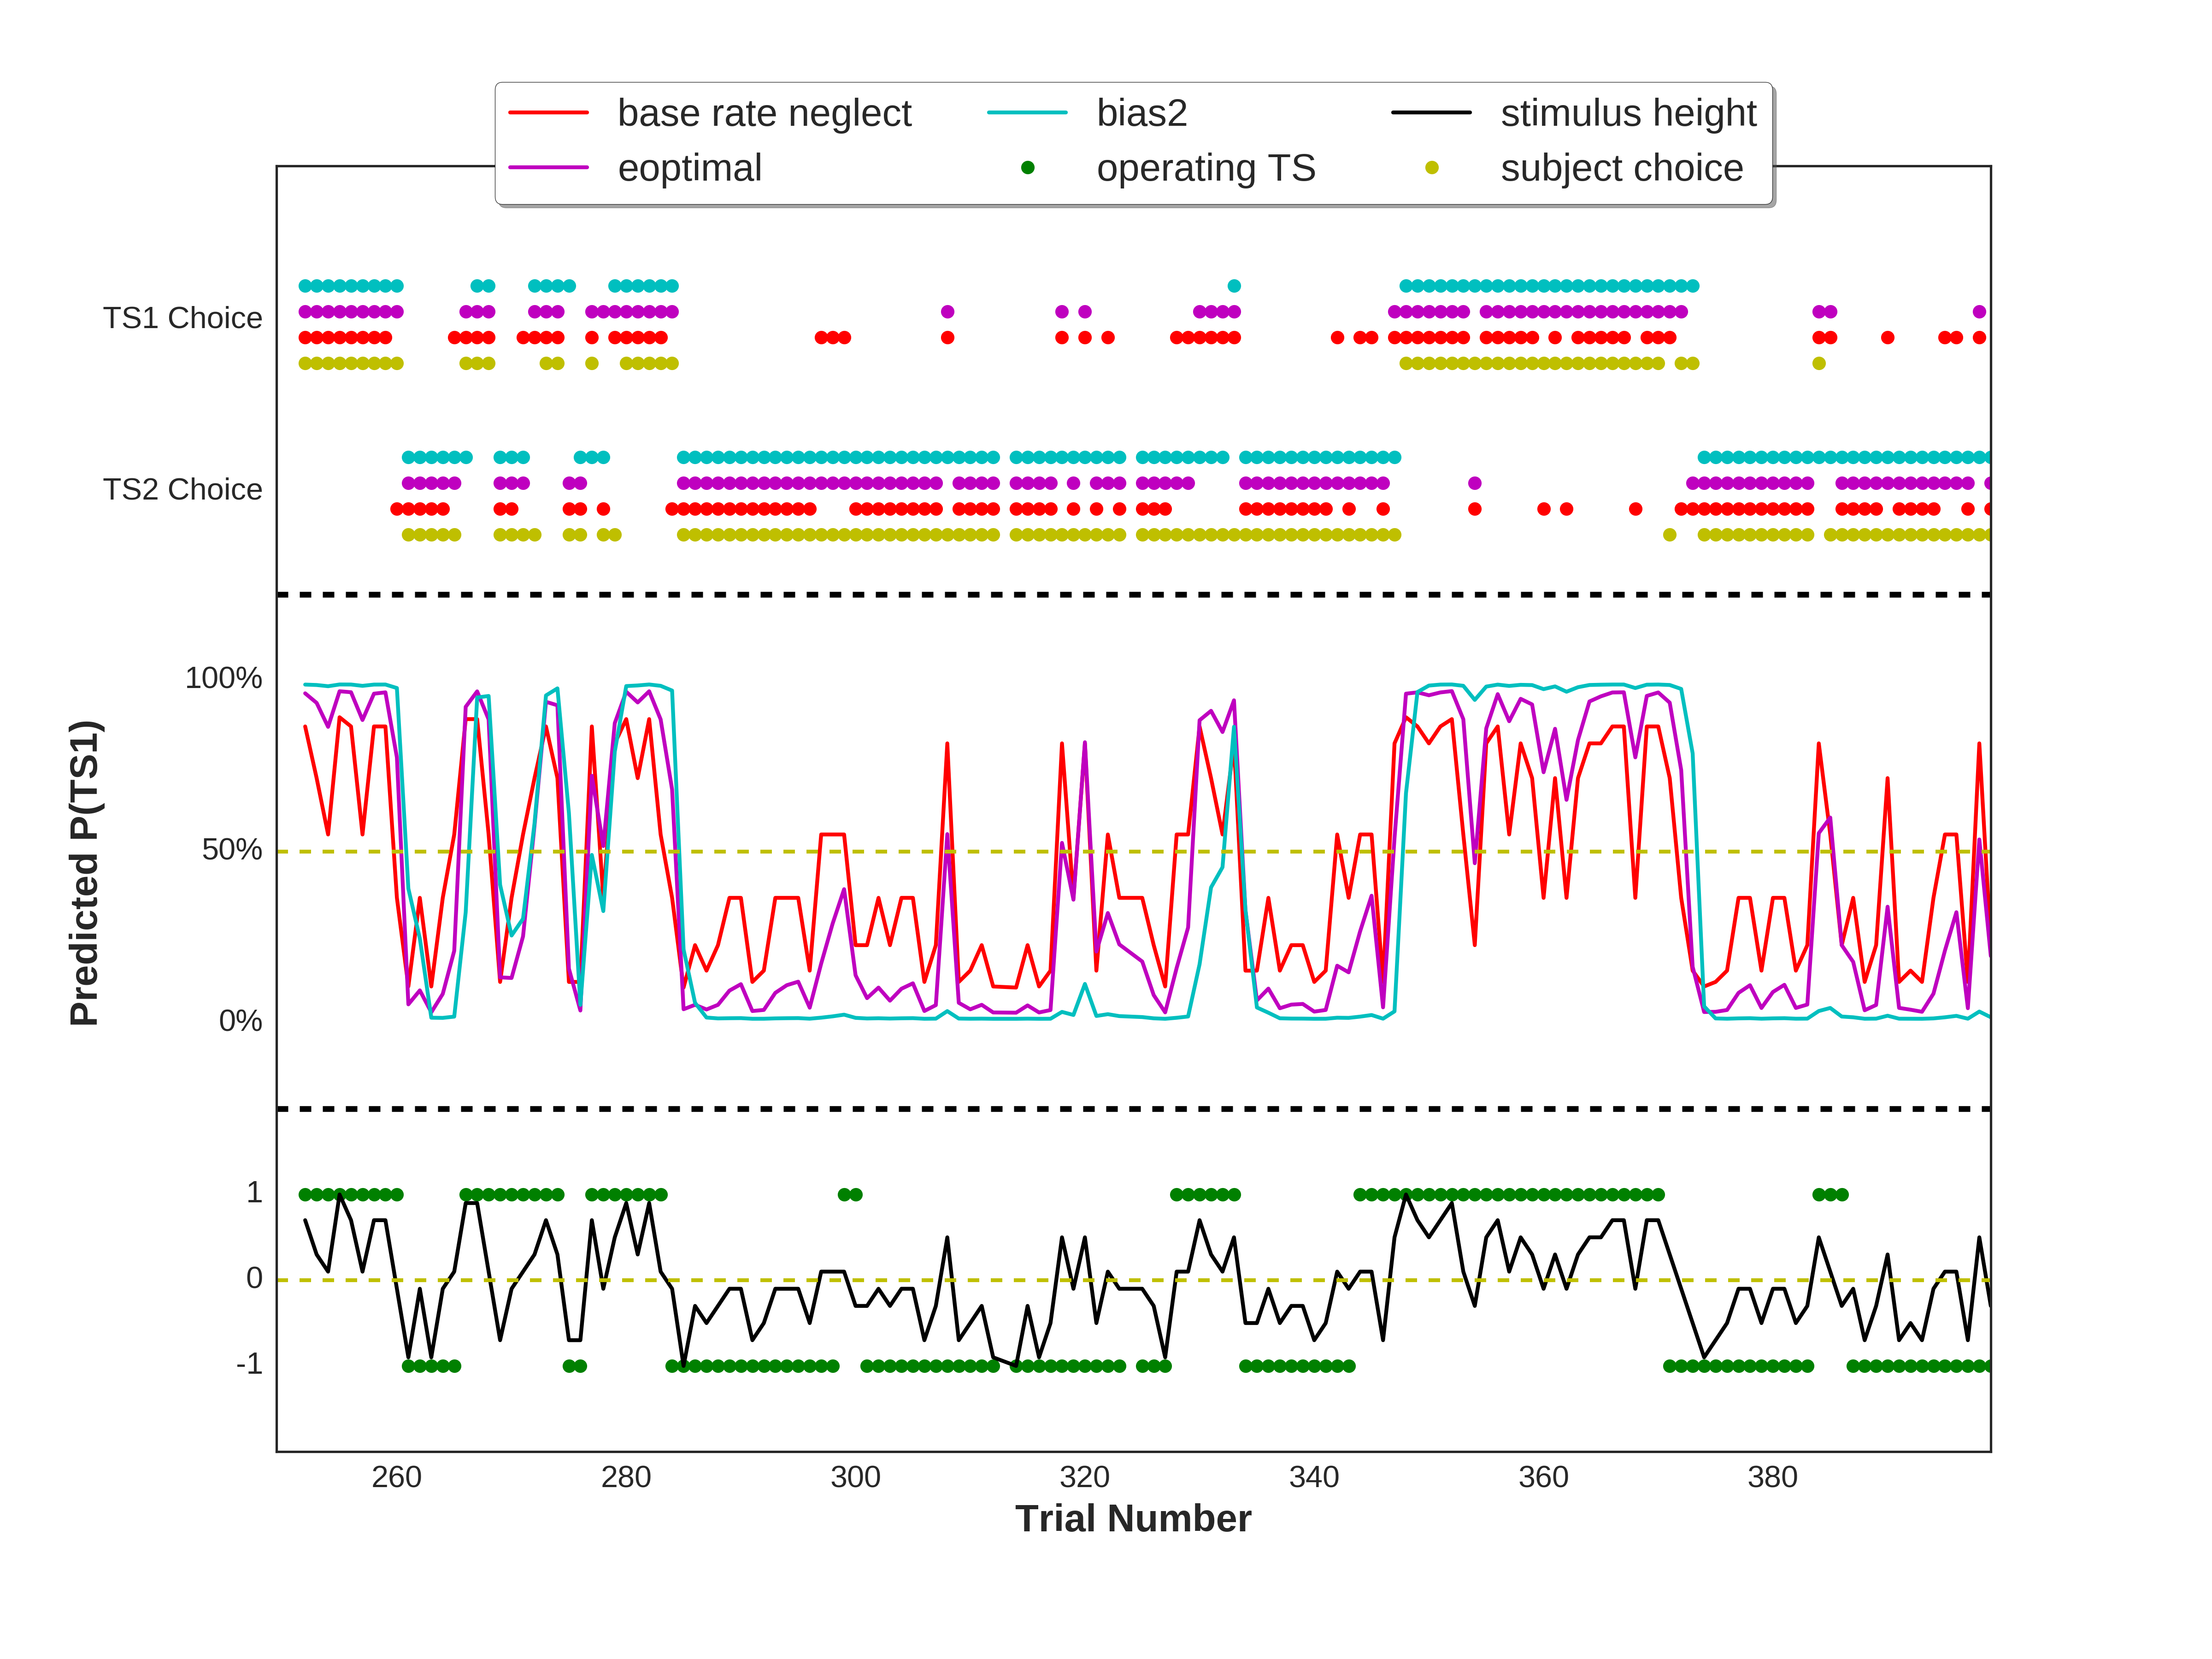 base rate neglect bias2 stimulus height
eoptimal operating TS subject choice
TS1 Choice
TS2 Choice
100%
50%
0%
Predicted P(TS1)
1
0
-1
260 280 300 320 340 360 380
Trial Number